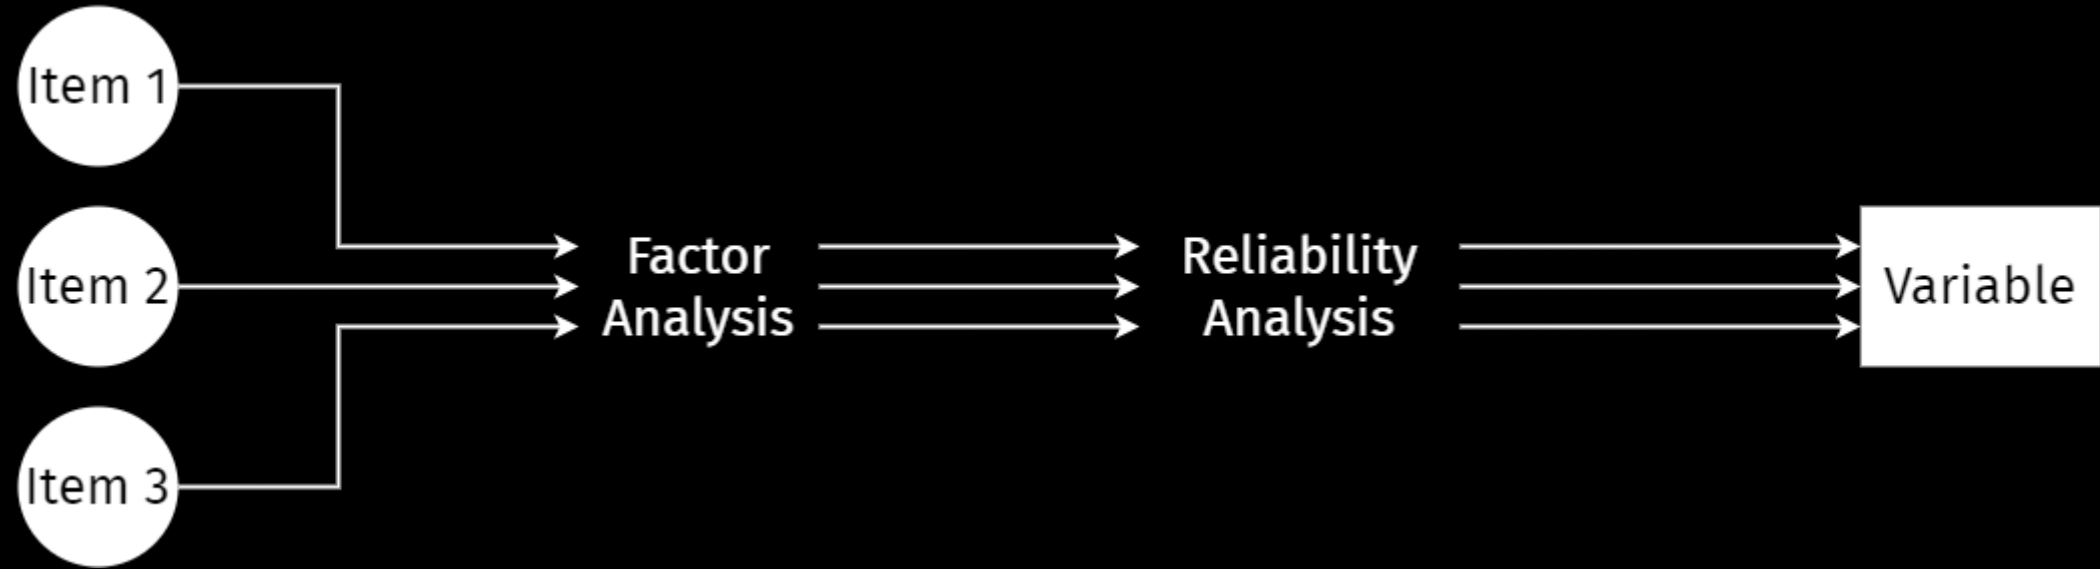 Item 1
Item 2
Item 3
Factor
Analysis
Reliability
Analysis
Variable